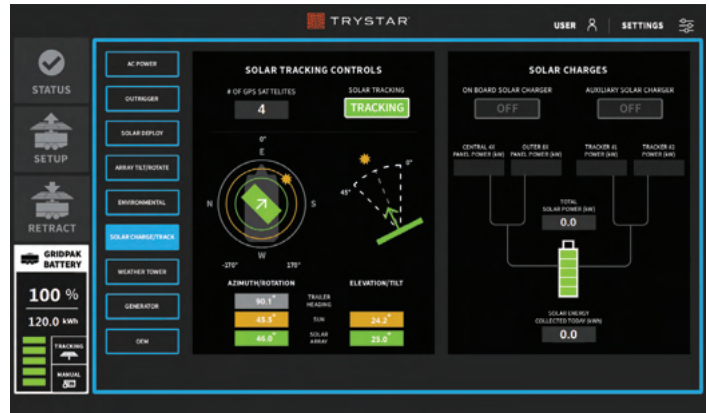 TRYSTAR
USER
SETTINGS
STATUS
SETUP
RETRACT
GRIDPAK
BATTERY
100 %
120.0 kWh
TRACKING
MANUAL
AC POWER
OUTRIGGER
SOLAR DEPLOY
ARRAY TILT/ROTATE
ENVIRONMENTAL
SOLAR CHARGE/TRACK
WEATHER TOWER
GENERATOR
OEM
SOLAR TRACKING CONTROLS
# OF GPS SATTELITES
4
SOLAR TRACKING
TRACKING
0°
E
N
S
W
-170°
170°
0°
45°
AZIMUTH/ROTATION
ELEVATION/TILT
90.1°
TRAILER
HEADING
SUN
24.2°
46.0°
SOLAR
ARRAY
25.0°
SOLAR CHARGES
ON BOARD SOLAR CHARGER
AUXILIARY SOLAR CHARGER
OFF
OFF
CENTRAL 4X
PANEL POWER (kW)
OUTER 8X
PANEL POWER (kW)
TRACKER #1
POWER (kW)
TRACKER #2
POWER (kW)
TOTAL
SOLAR POWER (kW)
0.0
SOLAR ENERGY
COLLECTED TODAY (kWh)
0.0